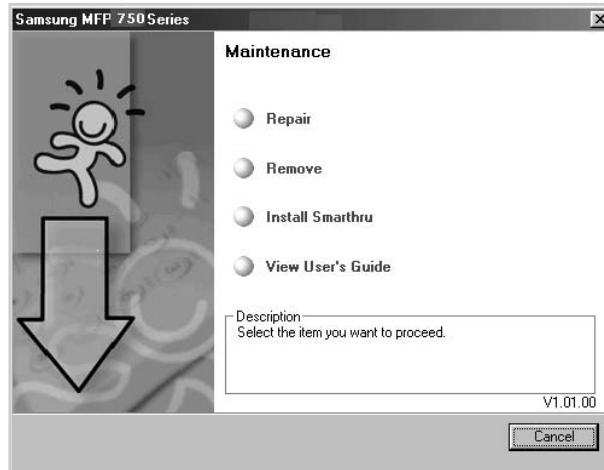 Samsung MFP 750 Series
Maintenance
Repair
Remove
Install Smarthru
View User's Guide
Description
Select the item you want to proceed.
V1.01.00
Cancel